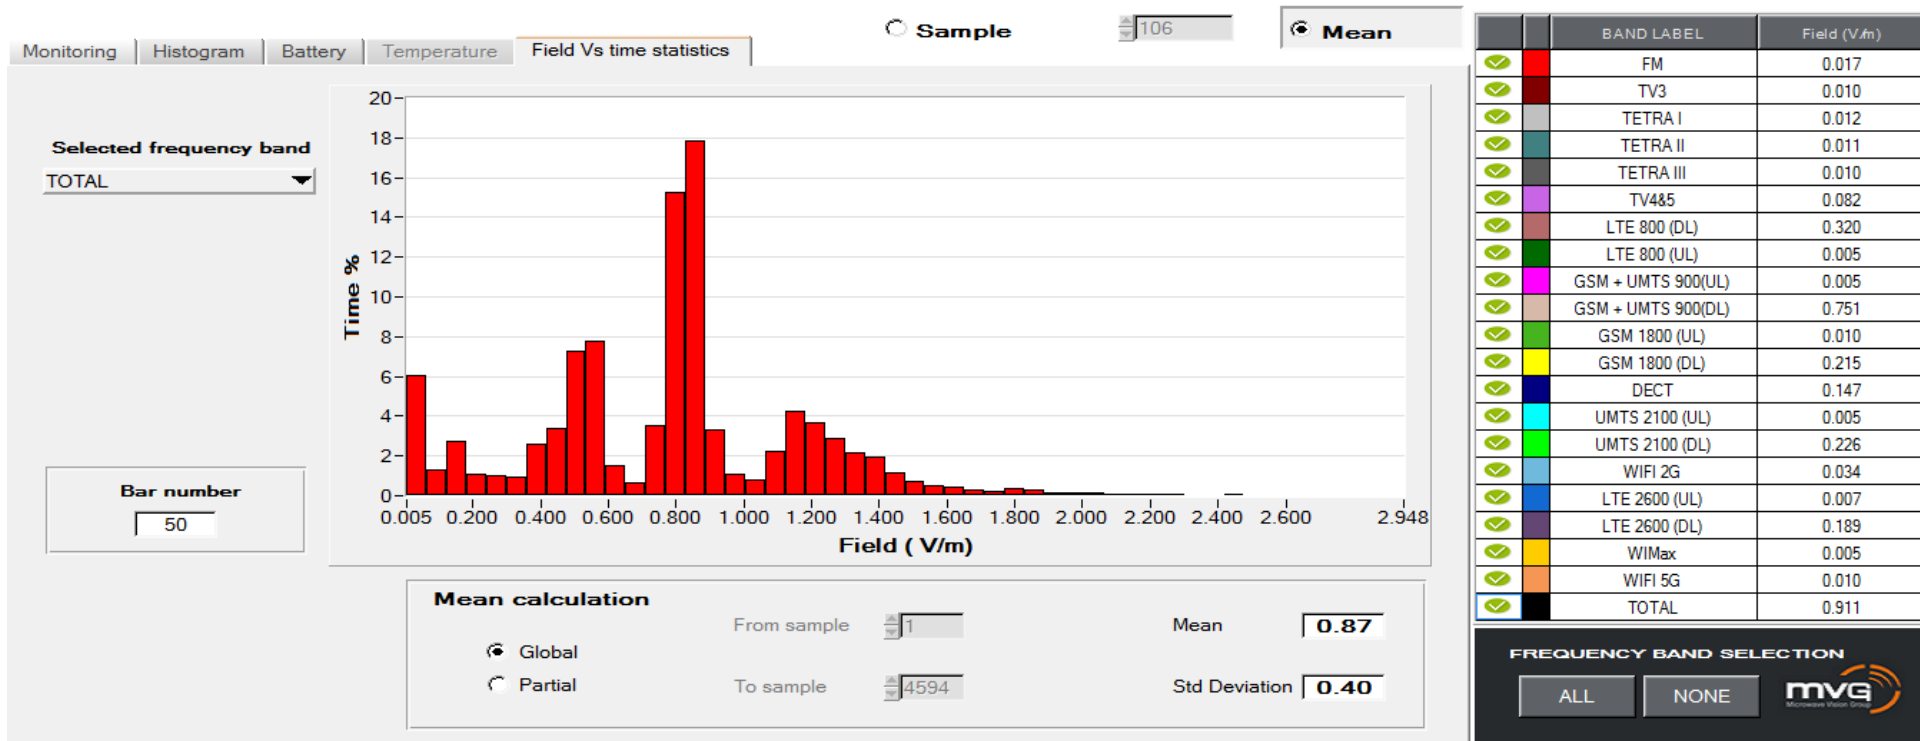 Sample
106
Mean
Monitoring
Histogram
Battery
Temperature
Field Vs time statistics
Selected frequency band
TOTAL
Bar number
50
Time %
20
18
16
14
12
10
8
6
4
2
0
0.005 0.200 0.400 0.600 0.800 1.000 1.200 1.400 1.600 1.800 2.000 2.200 2.400 2.600 2.948
Field ( V/m)
Mean calculation
Global
Partial
From sample 1
To sample 4594
Mean 0.87
Std Deviation 0.40
BAND LABEL Field (V/m)
FM 0.017
TV3 0.010
TETRA I 0.012
TETRA II 0.011
TETRA III 0.010
TV4&5 0.082
LTE 800 (DL) 0.320
LTE 800 (UL) 0.005
GSM + UMTS 900(UL) 0.005
GSM + UMTS 900(DL) 0.751
GSM 1800 (UL) 0.010
GSM 1800 (DL) 0.215
DECT 0.147
UMTS 2100 (UL) 0.005
UMTS 2100 (DL) 0.226
WIFI 2G 0.034
LTE 2600 (UL) 0.007
LTE 2600 (DL) 0.189
WIMax 0.005
WIFI 5G 0.010
TOTAL 0.911
FREQUENCY BAND SELECTION
ALL
NONE
mvg
Microwave Vision Group